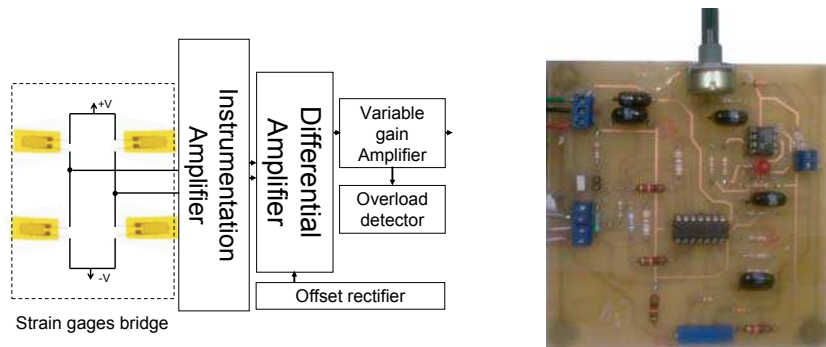 +V
-V
Strain gages bridge
Instrumentation
Amplifier
Differential
Amplifier
Variable
gain
Amplifier
Overload
detector
Offset rectifier